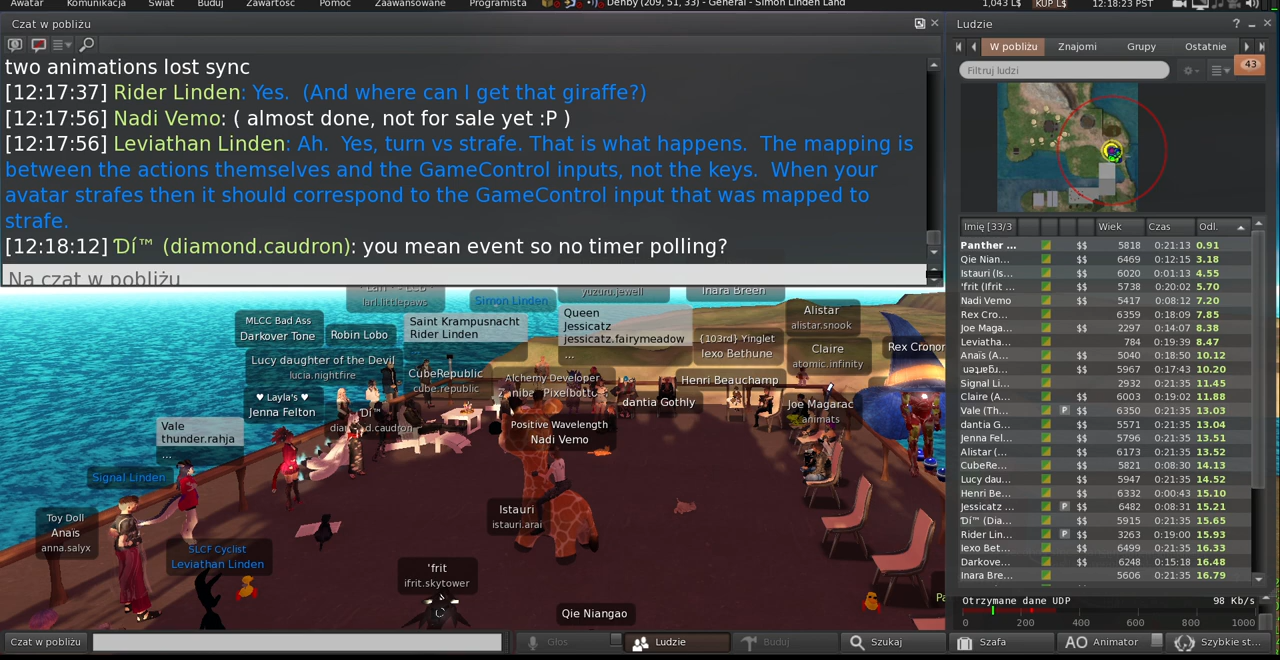 Awatar Komunikacja Świat Buduj Zawartość Pomoc Zaawansowane Programista Denby (209, 51, 33) - General - Simon Linden Land 1,043 L$ KUP L$ 12:18:23 PST
Czat w pobliżu
two animations lost sync
[12:17:37] Rider Linden: Yes. (And where can I get that giraffe?)
[12:17:56] Nadi Vemo: ( almost done, not for sale yet :P )
[12:17:56] Leviathan Linden: Ah. Yes, turn vs strafe. That is what happens. The mapping is
between the actions themselves and the GameControl inputs, not the keys. When your
avatar strafes then it should correspond to the GameControl input that was mapped to
strafe.
[12:18:12] Ɗí™ (diamond.caudron): you mean event so no timer polling?
Na czat w pobliżu
larl.littlepaws
Simon Linden
yuzuru.jewell
Inara Breen
MLCC Bad Ass
Darkover Tone
Robin Lobo
Saint Krampusnacht
Rider Linden
Queen
Jessicatz
jessicatz.fairymeadow
...
Alistar
alistar.snook
{103rd} Yinglet
Iexo Bethune
Claire
atomic.infinity
Rex Cronon
Lucy daughter of the Devil
lucia.nightfire
CubeRepublic
cube.republic
Alchemy Developer
Henri Beauchamp
♥ Layla's ♥
Jenna Felton
Ɗí™
dantia Gothly
Joe Magarac
animats
Vale
thunder.rahja
...
Positive Wavelength
Nadi Vemo
Signal Linden
Toy Doll
Anaïs
anna.salyx
Istauri
istauri.arai
SLCF Cyclist
Leviathan Linden
'frit
ifrit.skytower
Qie Niangao
Czat w pobliżu Głos Ludzie Buduj Szukaj
Ludzie
W pobliżu Znajomi Grupy Ostatnie
43
Filtruj ludzi
Imię [33/3 Wiek Czas Odl.
Panther ... $$ 5818 0:21:13 0.91
Qie Nian... $$ 6469 0:12:15 3.18
Istauri (Is... $$ 6020 0:01:13 4.55
'frit (Ifrit ... $$ 5738 0:20:02 5.70
Nadi Vemo $$ 5417 0:08:12 7.20
Rex Cro... 6359 0:18:09 7.85
Joe Maga... $$ 2297 0:14:07 8.38
Leviatha... 784 0:19:39 8.47
Anaïs (A... $$ 5040 0:18:50 10.12
$$ 5967 0:17:43 10.20
Signal Li... 2932 0:21:35 11.45
Claire (A... $$ 6003 0:19:02 11.88
Vale (Th... P $$ 6350 0:21:35 13.03
dantia G... $$ 5571 0:21:35 13.04
Jenna Fel... $$ 5796 0:21:35 13.51
Alistar (... $$ 6173 0:21:35 13.52
CubeRe... $$ 5821 0:08:30 14.13
Lucy dau... $$ 5947 0:21:35 14.52
Henri Be... $$ 6332 0:00:43 15.10
Jessicatz ... P $$ 6482 0:08:31 15.21
Ɗí™ (Dia... $$ 5915 0:21:35 15.65
Rider Lin... P $$ 3263 0:19:00 15.93
Iexo Bet... $$ 6499 0:21:35 16.33
Darkove... $$ 6248 0:15:18 16.48
Inara Bre... 5606 0:21:35 16.79
Otrzymane dane UDP 98 Kb/s
0 200 400 600 800 1000
Szafa AO Animator Szybkie st...